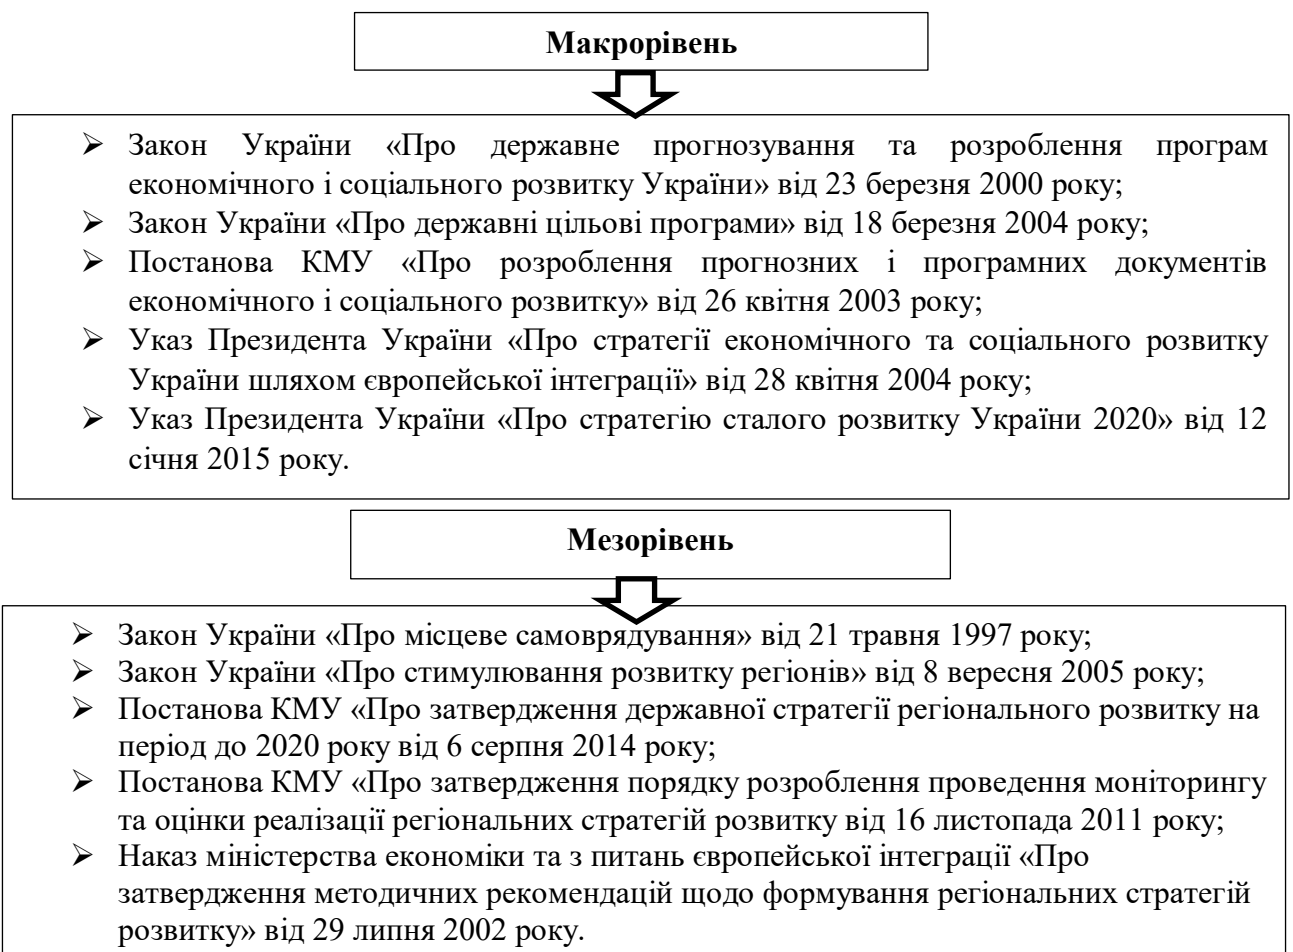 Макрорівень
➢ Закон України «Про державне прогнозування та розроблення програм
економічного і соціального розвитку України» від 23 березня 2000 року;
➢ Закон України «Про державні цільові програми» від 18 березня 2004 року;
➢ Постанова КМУ «Про розроблення прогнозних і програмних документів
економічного і соціального розвитку» від 26 квітня 2003 року;
➢ Указ Президента України «Про стратегії економічного та соціального розвитку
України шляхом європейської інтеграції» від 28 квітня 2004 року;
➢ Указ Президента України «Про стратегію сталого розвитку України 2020» від 12
січня 2015 року.
Мезорівень
➢ Закон України «Про місцеве самоврядування» від 21 травня 1997 року;
➢ Закон України «Про стимулювання розвитку регіонів» від 8 вересня 2005 року;
➢ Постанова КМУ «Про затвердження державної стратегії регіонального розвитку на
період до 2020 року від 6 серпня 2014 року;
➢ Постанова КМУ «Про затвердження порядку розроблення проведення моніторингу
та оцінки реалізації регіональних стратегій розвитку від 16 листопада 2011 року;
➢ Наказ міністерства економіки та з питань європейської інтеграції «Про
затвердження методичних рекомендацій щодо формування регіональних стратегій
розвитку» від 29 липня 2002 року.